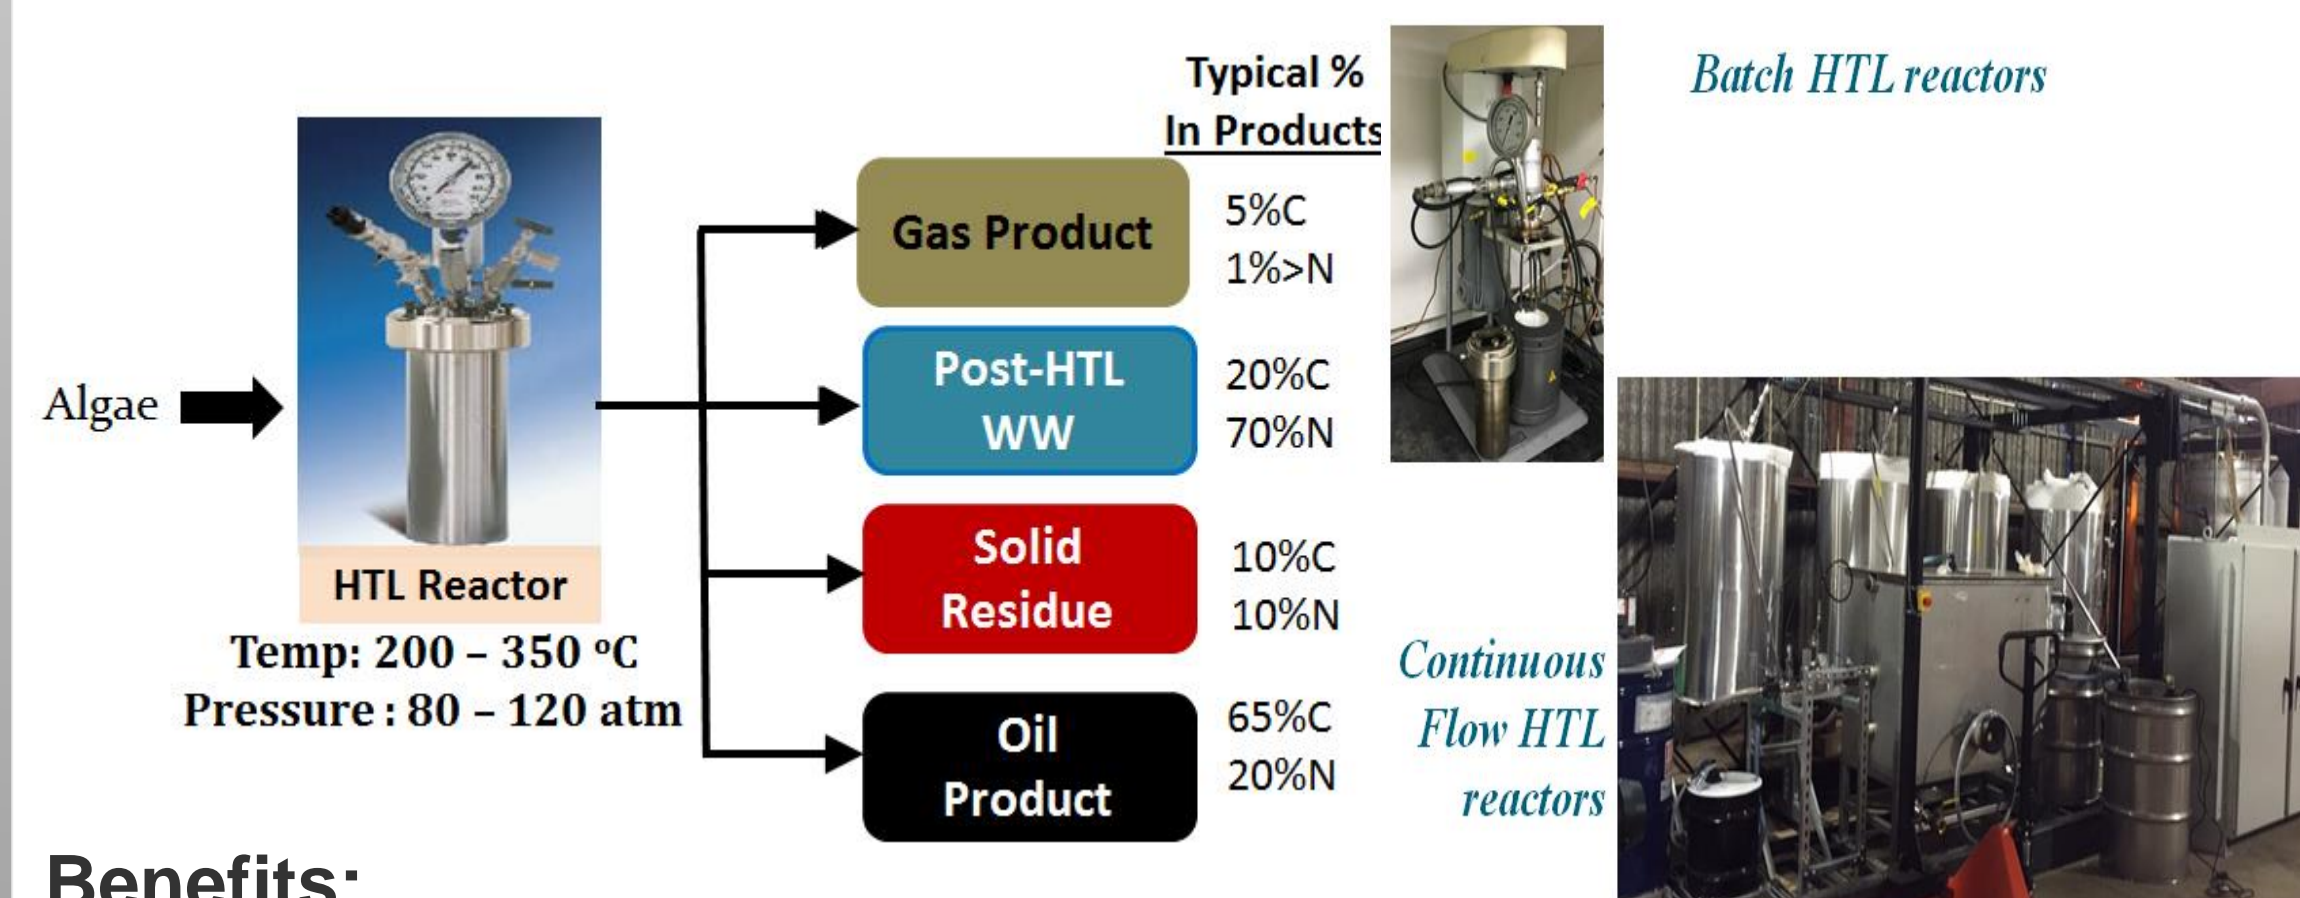 Typical %
In Products
Batch HTL reactors
Gas Product
5%C
1%>N
Algae
Post-HTL
WW
20%C
70%N
HTL Reactor
Temp: 200 – 350 ºC
Pressure : 80 – 120 atm
Solid
Residue
10%C
10%N
Oil
Product
65%C
20%N
Continuous
Flow HTL
reactors
Benefits: